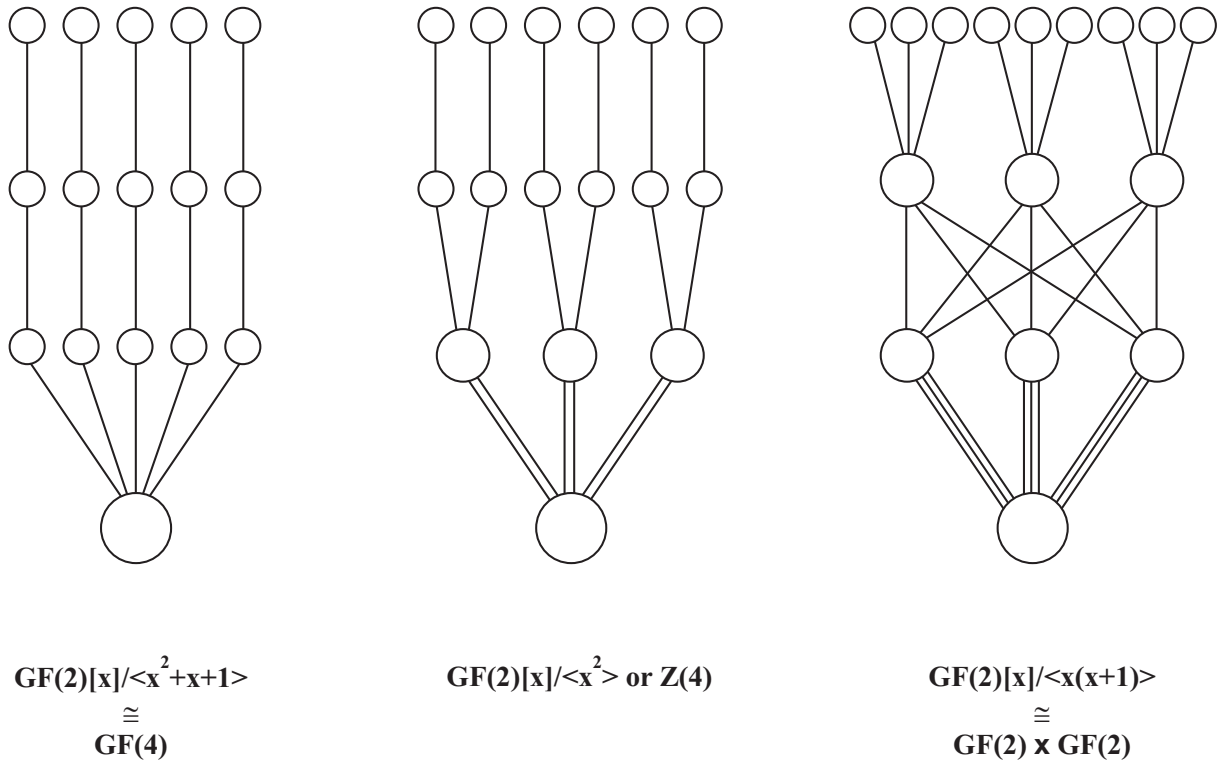 GF(2)[x]/<x²+x+1>
≅
GF(4)
GF(2)[x]/<x²> or Z(4)
GF(2)[x]/<x(x+1)>
≅
GF(2) x GF(2)